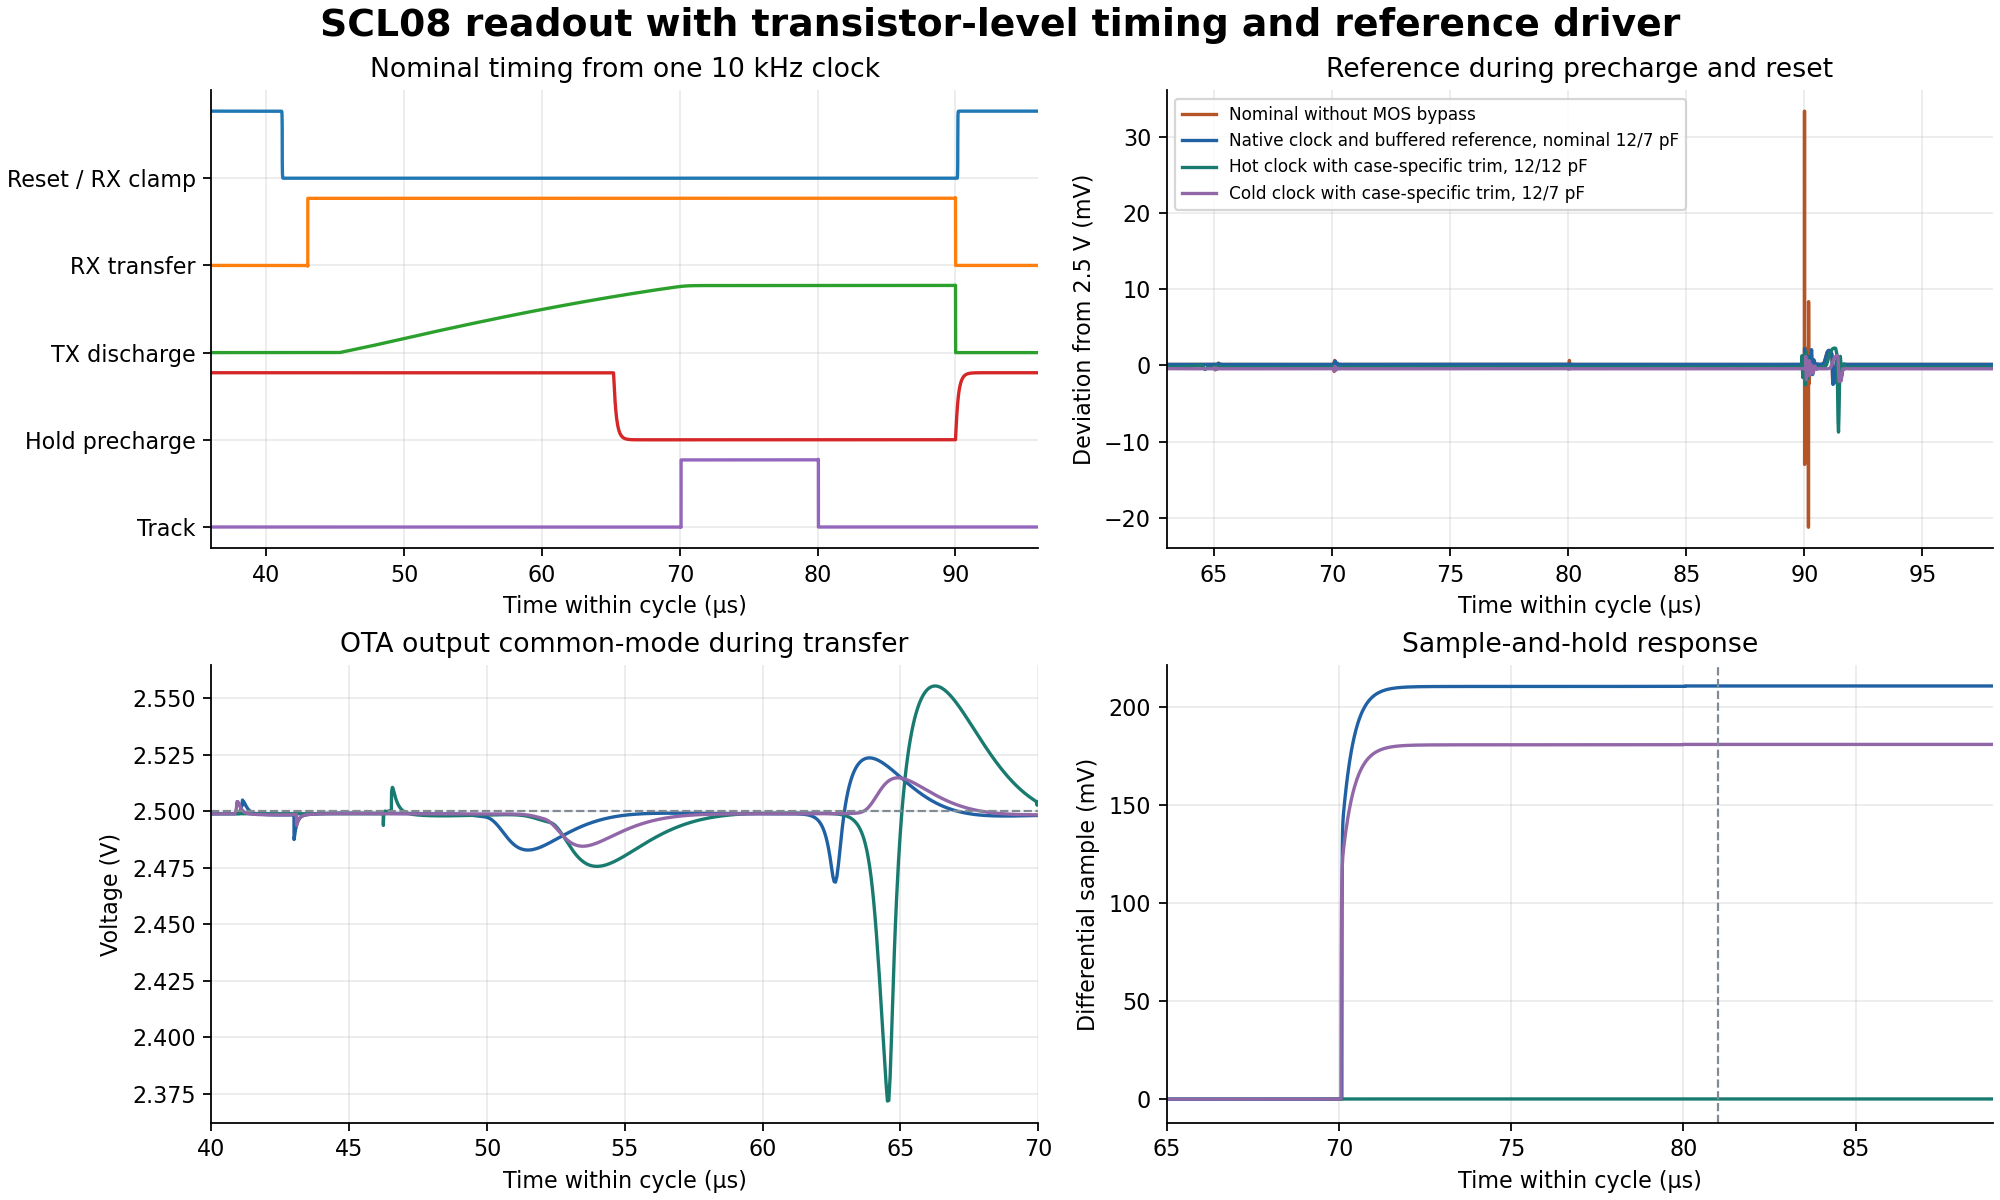 SCL08 readout with transistor-level timing and reference driver
Nominal timing from one 10 kHz clock
Reset / RX clamp
RX transfer
TX discharge
Hold precharge
Track
40 50 60 70 80 90
Time within cycle (µs)
Reference during precharge and reset
Nominal without MOS bypass
Native clock and buffered reference, nominal 12/7 pF
Hot clock with case-specific trim, 12/12 pF
Cold clock with case-specific trim, 12/7 pF
Deviation from 2.5 V (mV)
30
20
10
0
−10
−20
65 70 75 80 85 90 95
Time within cycle (µs)
OTA output common-mode during transfer
Voltage (V)
2.550
2.525
2.500
2.475
2.450
2.425
2.400
2.375
40 45 50 55 60 65 70
Time within cycle (µs)
Sample-and-hold response
Differential sample (mV)
200
150
100
50
0
65 70 75 80 85
Time within cycle (µs)